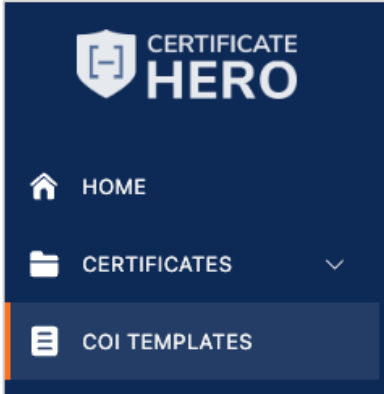 CERTIFICATE
HERO
HOME
CERTIFICATES
COI TEMPLATES